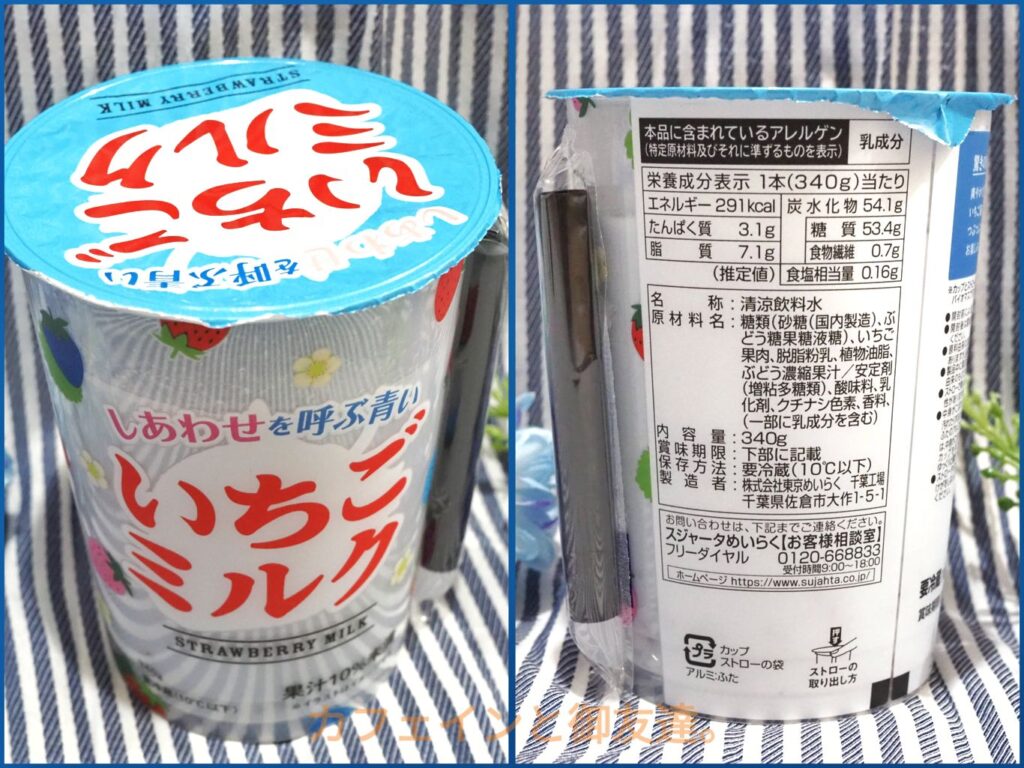 STRAWBERRY MILK
しあわせを呼ぶ青い
いちご
ミルク
しあわせを呼ぶ青い
いちご
ミルク
STRAWBERRY MILK
果汁10%
本品に含まれているアレルゲン
(特定原材料及びそれに準ずるものを表示)
乳成分
栄養成分表示 1本(340g)当たり
エネルギー 291kcal 炭水化物 54.1g
たんぱく質 3.1g 糖質 53.4g
脂質 7.1g 食物繊維 0.7g
(推定値) 食塩相当量 0.16g
名称:清涼飲料水
原材料名:糖類(砂糖(国内製造)、ぶ
どう糖果糖液糖)、いちご
果肉、脱脂粉乳、植物油脂、
ぶどう濃縮果汁/安定剤
(増粘多糖類)、酸味料、乳
化剤、クチナシ色素、香料、
(一部に乳成分を含む)
内容量:340g
賞味期限:下部に記載
保存方法:要冷蔵(10℃以下)
製造者:株式会社東京めいらく 千葉工場
千葉県佐倉市大作1-5-1
お問い合わせは、下記までご連絡ください。
スジャータめいらく【お客様相談室】
フリーダイヤル 0120-668833
受付時間9:00~18:00
ホームページ https://www.sujahta.co.jp/
プラ
カップ
ストローの袋
アルミ:ふた
ストローの
取り出し方
要冷蔵
カフェインと御友達。